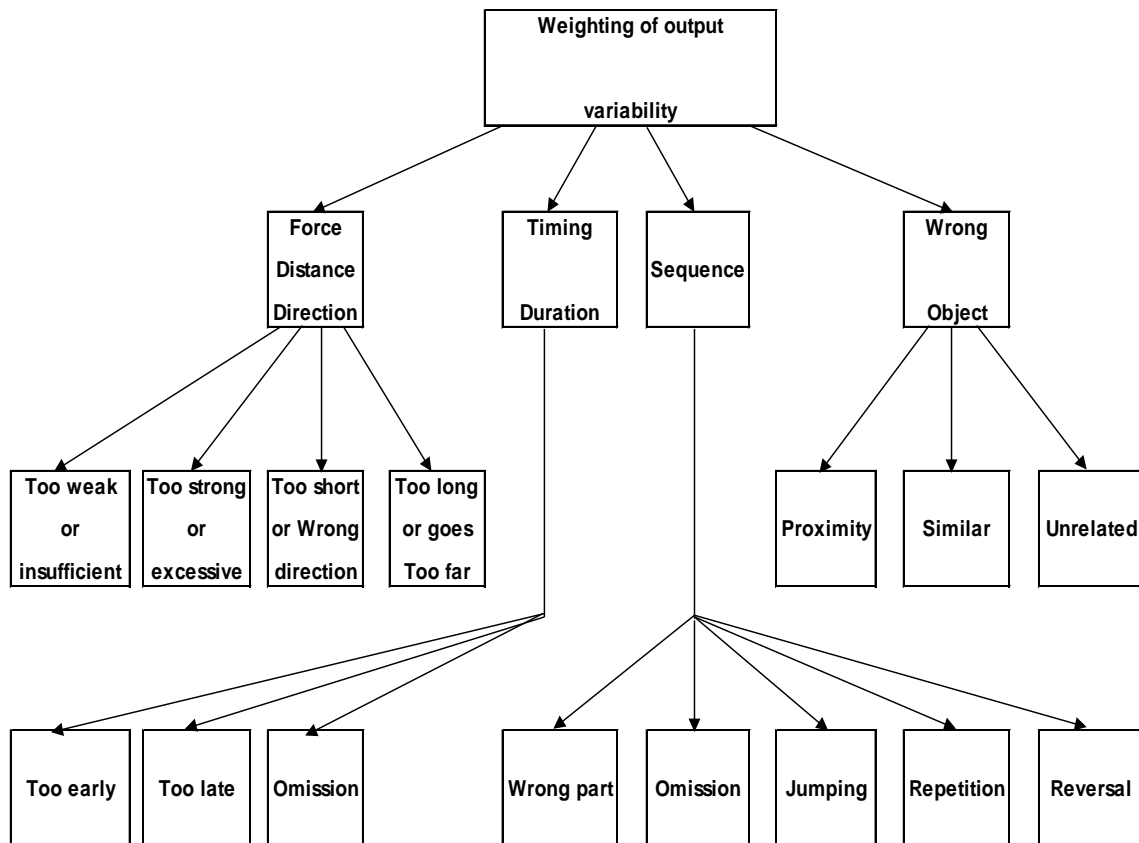 Weighting of output
variability
Force
Distance
Direction
Timing
Duration
Sequence
Wrong
Object
Too weak
or
insufficient
Too strong
or
excessive
Too short
or Wrong
direction
Too long
or goes
Too far
Proximity
Similar
Unrelated
Too early
Too late
Omission
Wrong part
Omission
Jumping
Repetition
Reversal